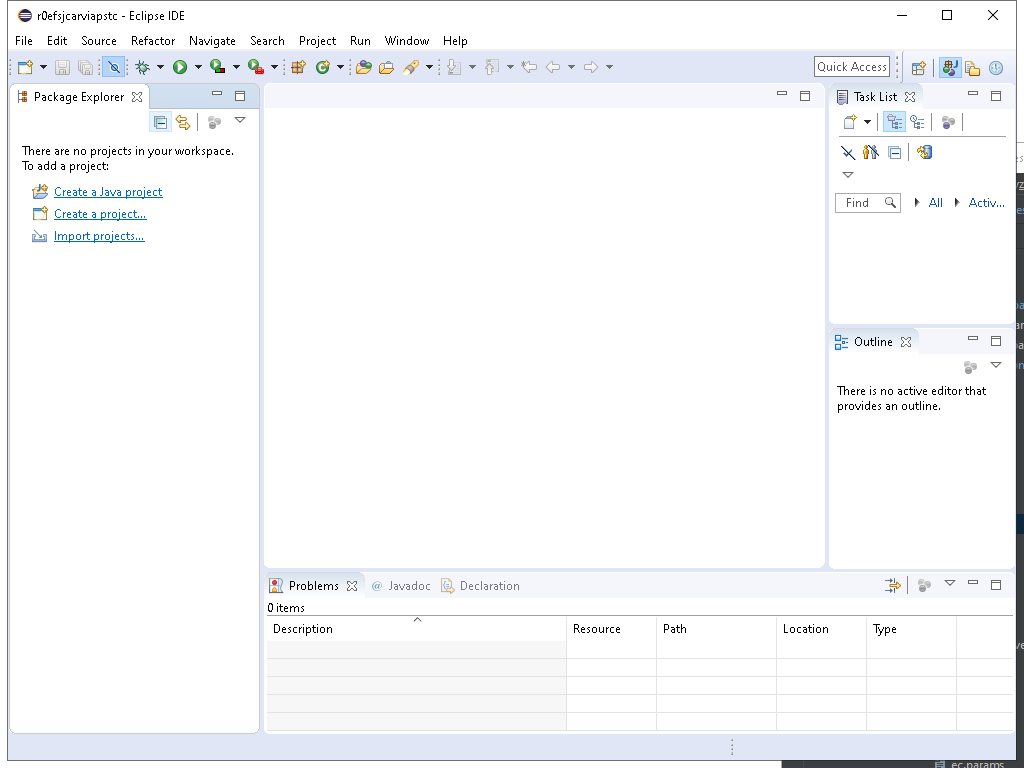 r0efsjcarviapstc - Eclipse IDE
File Edit Source Refactor Navigate Search Project Run Window Help
Quick Access
Package Explorer
There are no projects in your workspace.
To add a project:
Create a Java project
Create a project...
Import projects...
Task List
Find All Activ...
Outline
There is no active editor that
provides an outline.
Problems @ Javadoc Declaration
0 items
Description Resource Path Location Type
ec.params